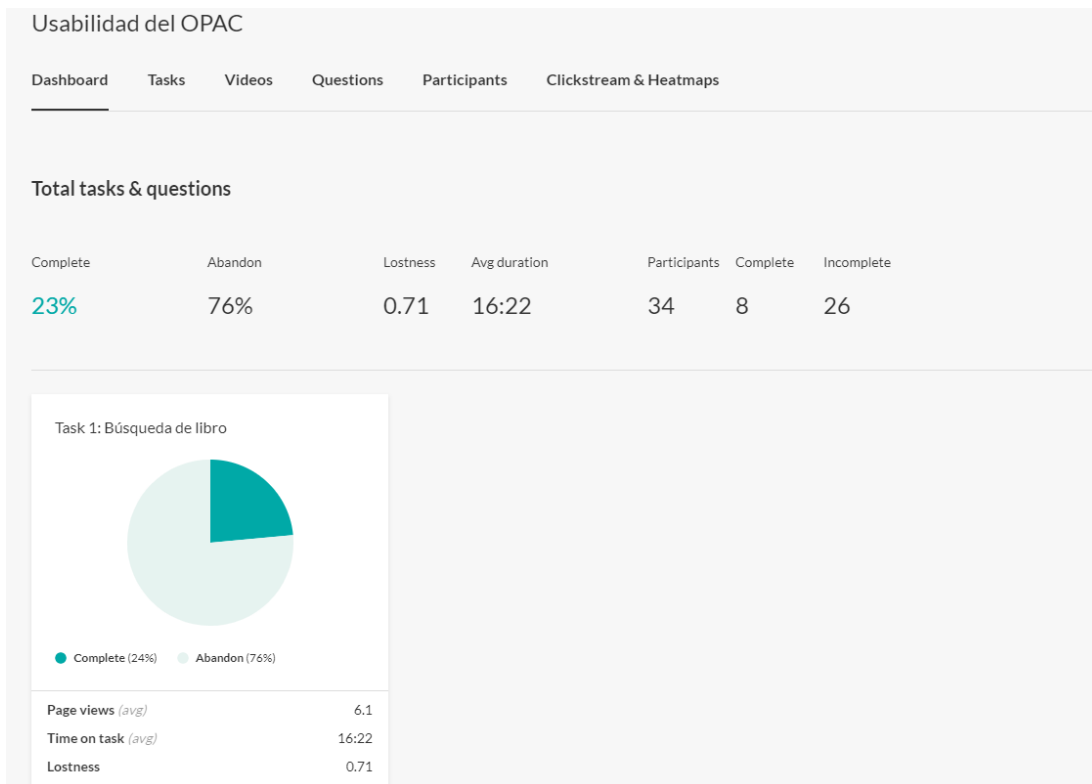 Usabilidad del OPAC
Dashboard Tasks Videos Questions Participants Clickstream & Heatmaps
Total tasks & questions
Complete Abandon Lostness Avg duration Participants Complete Incomplete
23% 76% 0.71 16:22 34 8 26
Task 1: Búsqueda de libro
Complete (24%) Abandon (76%)
Page views (avg) 6.1
Time on task (avg) 16:22
Lostness 0.71